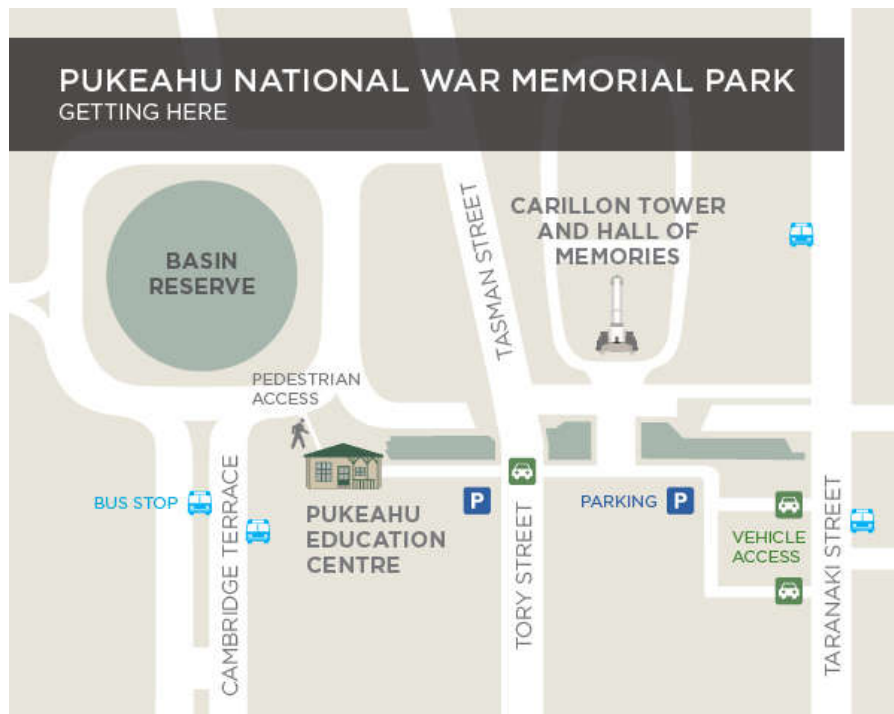 PUKEAHU NATIONAL WAR MEMORIAL PARK
GETTING HERE
BASIN
RESERVE
TASMAN STREET
CARILLON TOWER
AND HALL OF
MEMORIES
PEDESTRIAN
ACCESS
BUS STOP
CAMBRIDGE TERRACE
PUKEAHU
EDUCATION
CENTRE
P
TORY STREET
PARKING P
VEHICLE
ACCESS
TARANAKI STREET